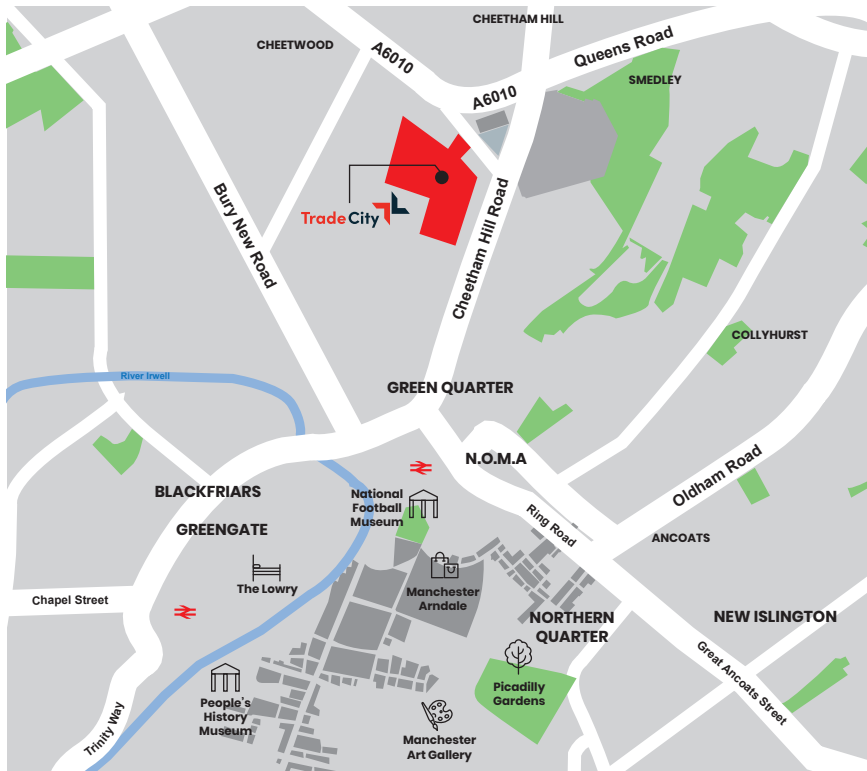 CHEETHAM HILL
CHEETWOOD
A6010
Queens Road
SMEDLEY
A6010
Bury New Road
TradeCity
Cheetham Hill Road
COLLYHURST
River Irwell
GREEN QUARTER
N.O.M.A
Oldham Road
BLACKFRIARS
National
Football
Museum
Ring Road
GREENGATE
ANCOATS
The Lowry
Manchester
Arndale
Chapel Street
NORTHERN
QUARTER
NEW ISLINGTON
Great Ancoats Street
Picadilly
Gardens
People's
History
Museum
Trinity Way
Manchester
Art Gallery